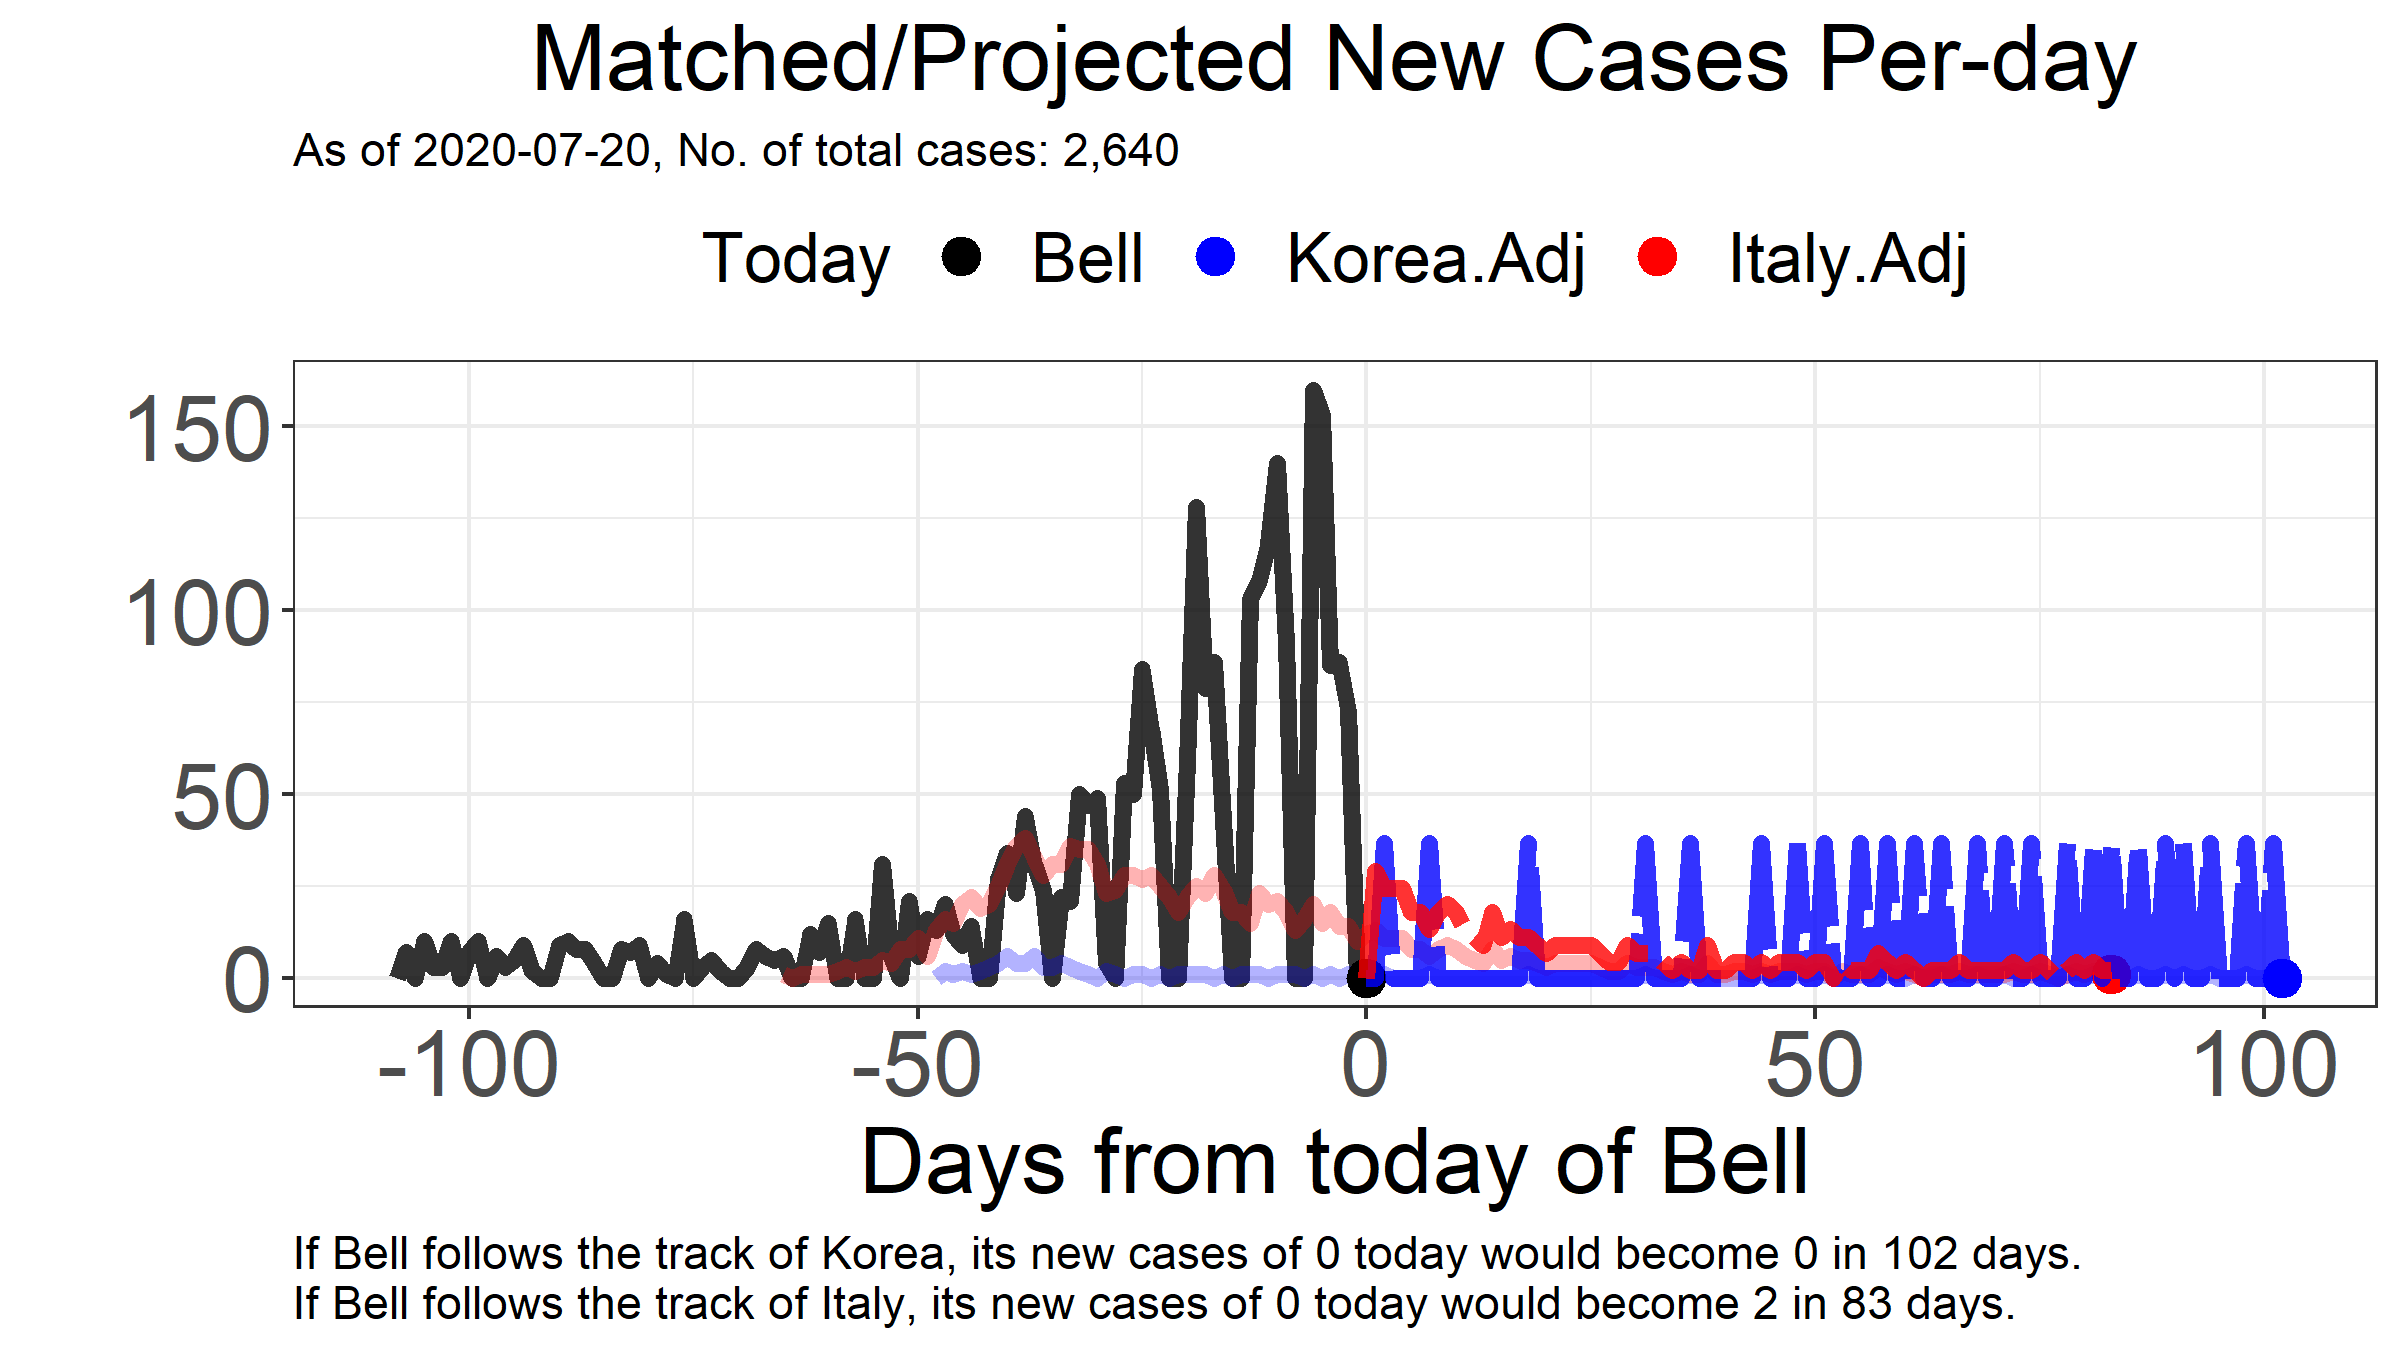 Matched/Projected New Cases Per-day
As of 2020-07-20, No. of total cases: 2,640
Today Bell Korea.Adj Italy.Adj
150
100
50
0
-100 -50 0 50 100
Days from today of Bell
If Bell follows the track of Korea, its new cases of 0 today would become 0 in 102 days.
If Bell follows the track of Italy, its new cases of 0 today would become 2 in 83 days.